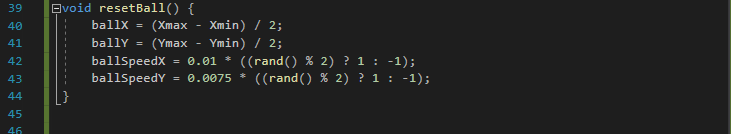 39 void resetBall() {
40 ballX = (Xmax - Xmin) / 2;
41 ballY = (Ymax - Ymin) / 2;
42 ballSpeedX = 0.01 * ((rand() % 2) ? 1 : -1);
43 ballSpeedY = 0.0075 * ((rand() % 2) ? 1 : -1);
44 }
45
46